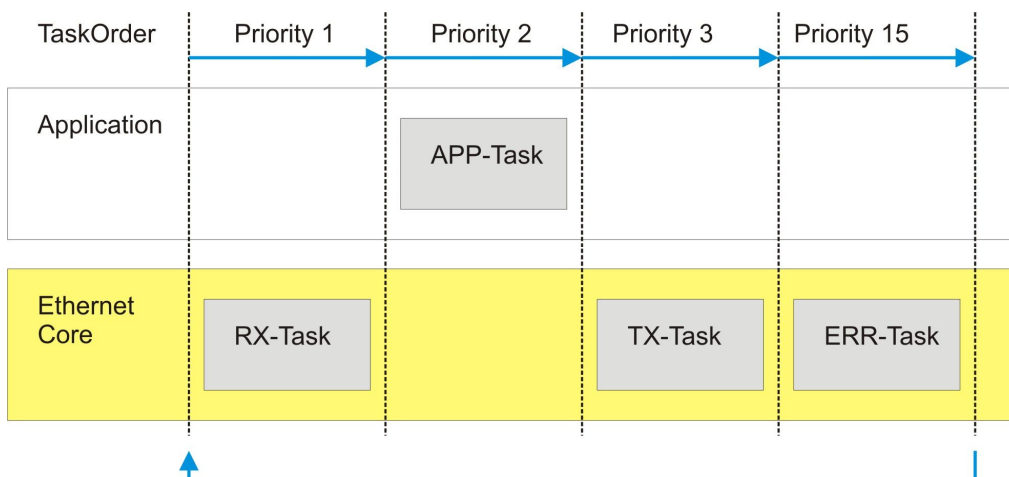 TaskOrder
Priority 1
Priority 2
Priority 3
Priority 15
Application
APP-Task
Ethernet
Core
RX-Task
TX-Task
ERR-Task